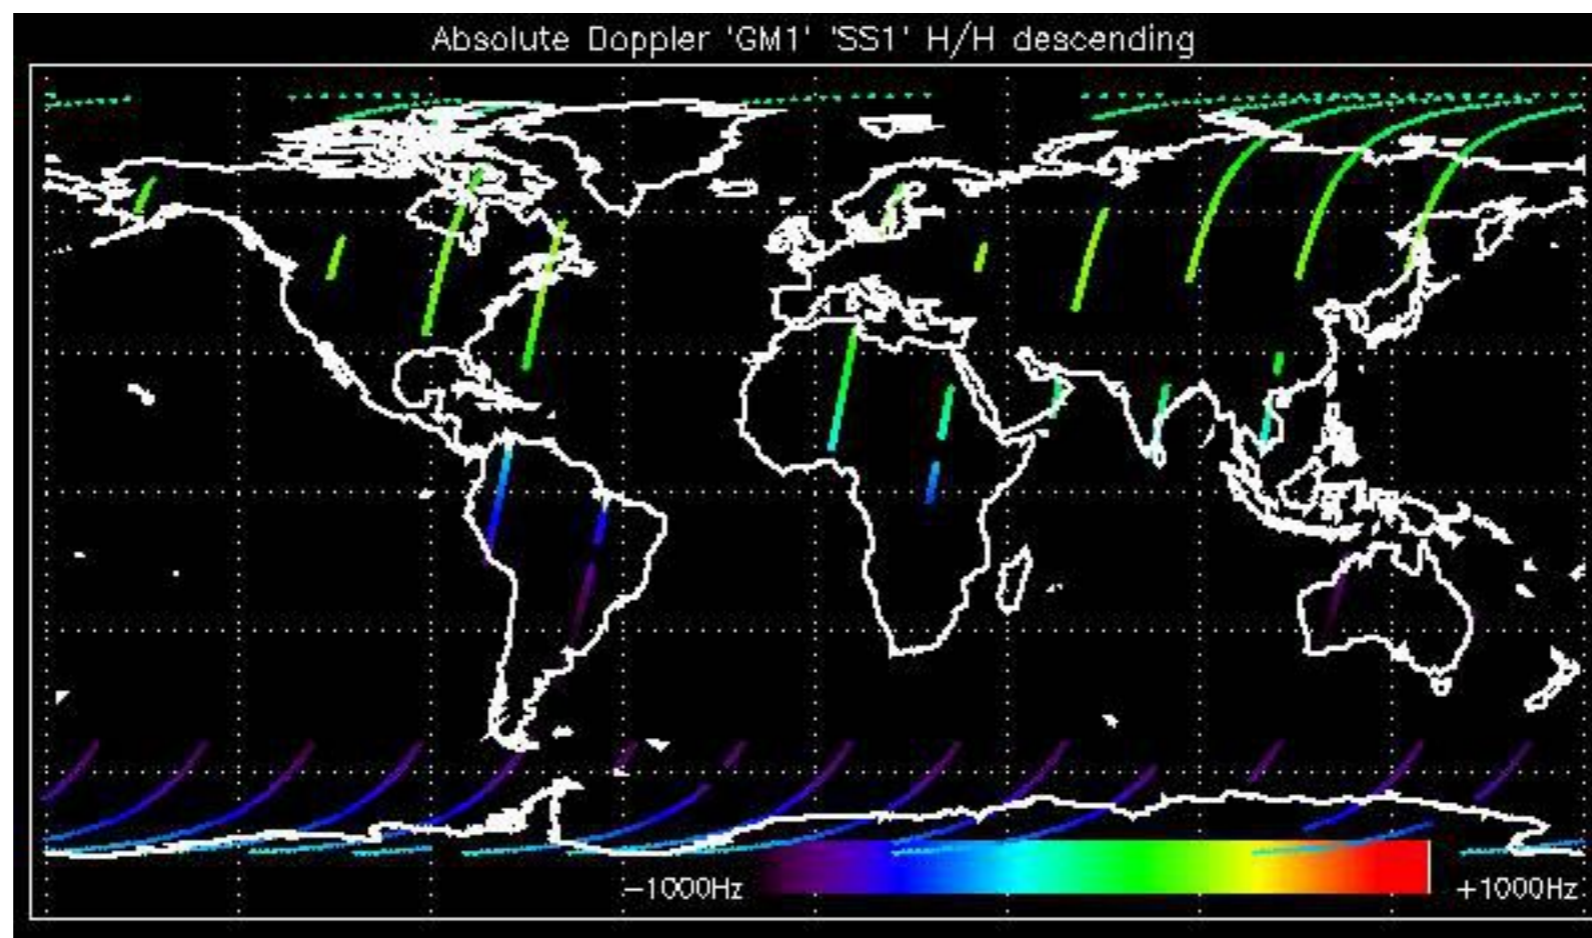 Absolute Doppler 'GM1' 'SS1' H/H descending
-1000Hz
+1000Hz